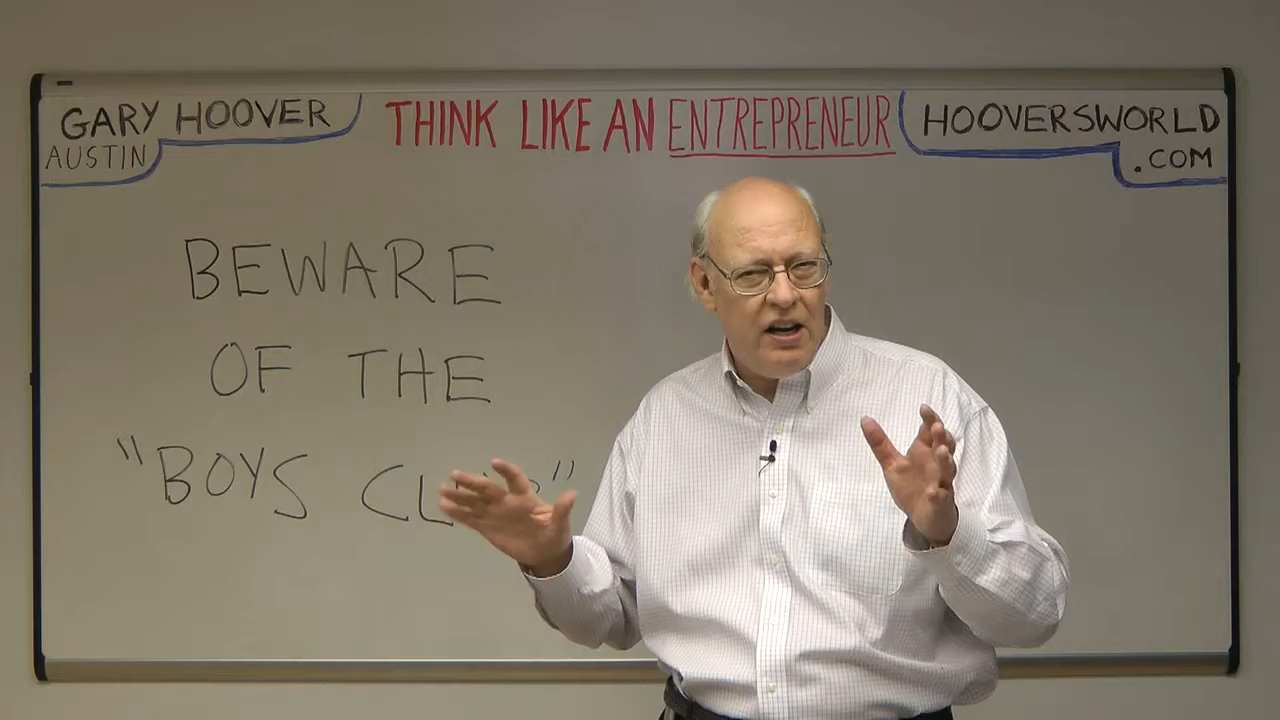 GARY HOOVER
AUSTIN
THINK LIKE AN ENTREPRENEUR
HOOVERSWORLD
.COM
BEWARE
OF THE
"BOYS